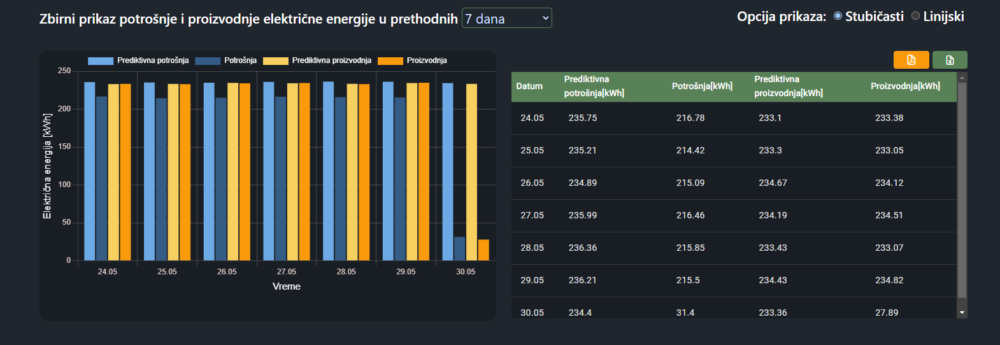 Zbirni prikaz potrošnje i proizvodnje električne energije u prethodnih 7 dana
Opcija prikaza: Stubičasti Linijski
Prediktivna potrošnja Potrošnja Prediktivna proizvodnja Proizvodnja
Električna energija [kWh]
250
200
150
100
50
0
24.05 25.05 26.05 27.05 28.05 29.05 30.05
Vreme
Datum Prediktivna potrošnja[kWh] Potrošnja[kWh] Prediktivna proizvodnja[kWh] Proizvodnja[kWh]
24.05 235.75 216.78 233.1 233.38
25.05 235.21 214.42 233.3 233.05
26.05 234.89 215.09 234.67 234.12
27.05 235.99 216.46 234.19 234.51
28.05 236.36 215.85 233.43 233.07
29.05 236.21 215.5 234.43 234.82
30.05 234.4 31.4 233.36 27.89